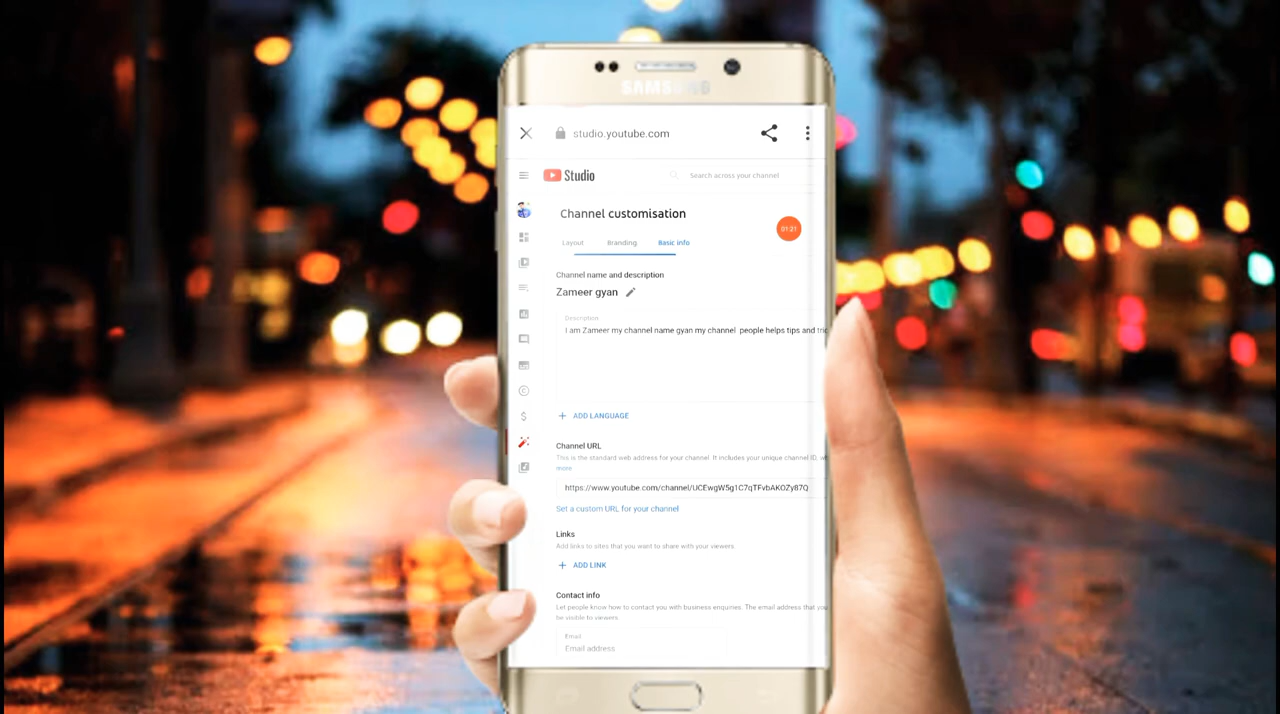 SAMSUNG
studio.youtube.com
Studio
Search across your channel
Channel customisation
01:21
Layout Branding Basic info
Channel name and description
Zameer gyan
Description
I am Zameer my channel name gyan my channel people helps tips and tric
ADD LANGUAGE
Channel URL
This is the standard web address for your channel. It includes your unique channel ID, wh
more
https://www.youtube.com/channel/UCEwgW5g1C7qTFvbAKOZy87Q
Set a custom URL for your channel
Links
Add links to sites that you want to share with your viewers
ADD LINK
Contact info
Let people know how to contact you with business enquiries. The email address that you
be visible to viewers
Email
Email address